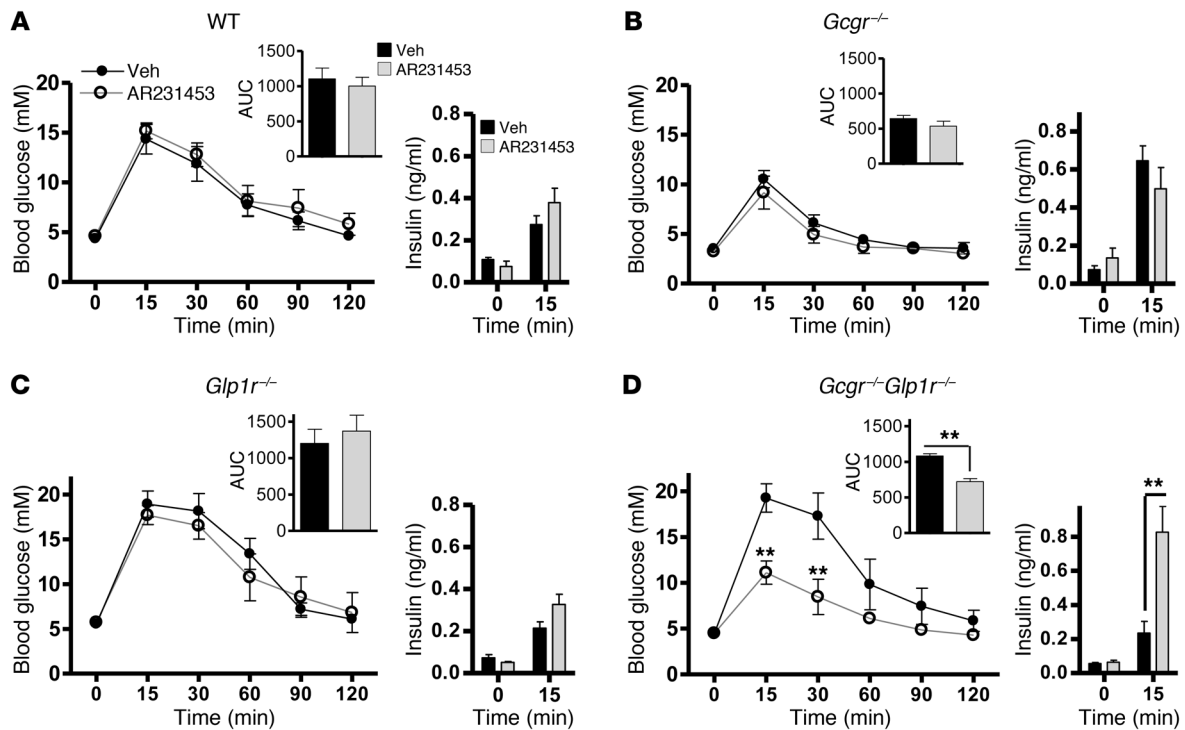 A
WT
Veh
AR231453
Blood glucose (mM)
20
15
10
5
0
0 15 30 60 90 120
Time (min)
AUC
1500
1000
500
0
Veh
AR231453
Insulin (ng/ml)
0.8
0.6
0.4
0.2
0.0
Veh
AR231453
0 15
Time (min)
B
Gcgr–/–
Blood glucose (mM)
20
15
10
5
0
0 15 30 60 90 120
Time (min)
AUC
1500
1000
500
0
Insulin (ng/ml)
0.8
0.6
0.4
0.2
0.0
0 15
Time (min)
C
Glp1r–/–
Blood glucose (mM)
20
15
10
5
0
0 15 30 60 90 120
Time (min)
AUC
1500
1000
500
0
Insulin (ng/ml)
0.8
0.6
0.4
0.2
0.0
0 15
Time (min)
D
Gcgr–/–Glp1r–/–
Blood glucose (mM)
20
15
10
5
0
**
**
0 15 30 60 90 120
Time (min)
AUC
1500
1000
500
0
**
Insulin (ng/ml)
0.8
0.6
0.4
0.2
0.0
**
0 15
Time (min)